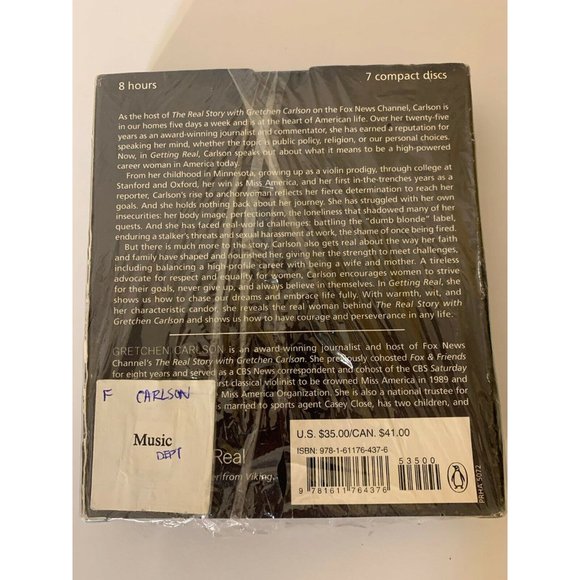 8 hours
7 compact discs
As the host of The Real Story with Gretchen Carlson on the Fox News Channel, Carlson is
in our homes five days a week and is at the heart of American life. Over her twenty-five
years as an award-winning journalist and commentator, she has earned a reputation for
speaking her mind, whether the topic is public policy, religion, or our personal choices.
Now, in Getting Real, Carlson speaks out about what it means to be a high-powered
career woman in America today.
From her childhood in Minnesota, growing up as a violin prodigy, through college at
Stanford and Oxford, her win as Miss America, and her first in-the-trenches years as a
reporter, Carlson's rise to anchorwoman reflects her fierce determination to reach her
goals. And she holds nothing back about her journey. She has struggled with her own
insecurities: her body image, perfectionism, the loneliness that shadowed many of her
quests. And she has faced real-world challenges: battling the "dumb blonde" label,
enduring a stalker's threats and sexual harassment at work, the shame of once being fired.
But there is much more to the story. Carlson also gets real about the way her faith
and family have shaped and nourished her, giving her the strength to meet challenges,
including balancing a high-profile career with being a wife and mother. A tireless
advocate for respect and equality for women, Carlson encourages women to strive
for their goals, never give up, and always believe in themselves. In Getting Real, she
shows us how to chase our dreams and embrace life fully. With warmth, wit, and
her characteristic candor, she reveals the real woman behind The Real Story with
Gretchen Carlson and shows us how to have courage and perseverance in any life.
GRETCHEN CARLSON is an award-winning journalist and host of Fox News
Channel's The Real Story with Gretchen Carlson. She previously cohosted Fox & Friends
for eight years and served as a CBS News correspondent and cohost of the CBS Saturday
st classical violinist to be crowned Miss America in 1989 and
Miss America Organization. She is also a national trustee for
is married to sports agent Casey Close, has two children, and
F CARLSON
Music
DEPT
Real
er from Viking.
U.S. $35.00/CAN. $41.00
ISBN: 978-1-61176-437-6
53500
9 781611 764376
PRHA 5072